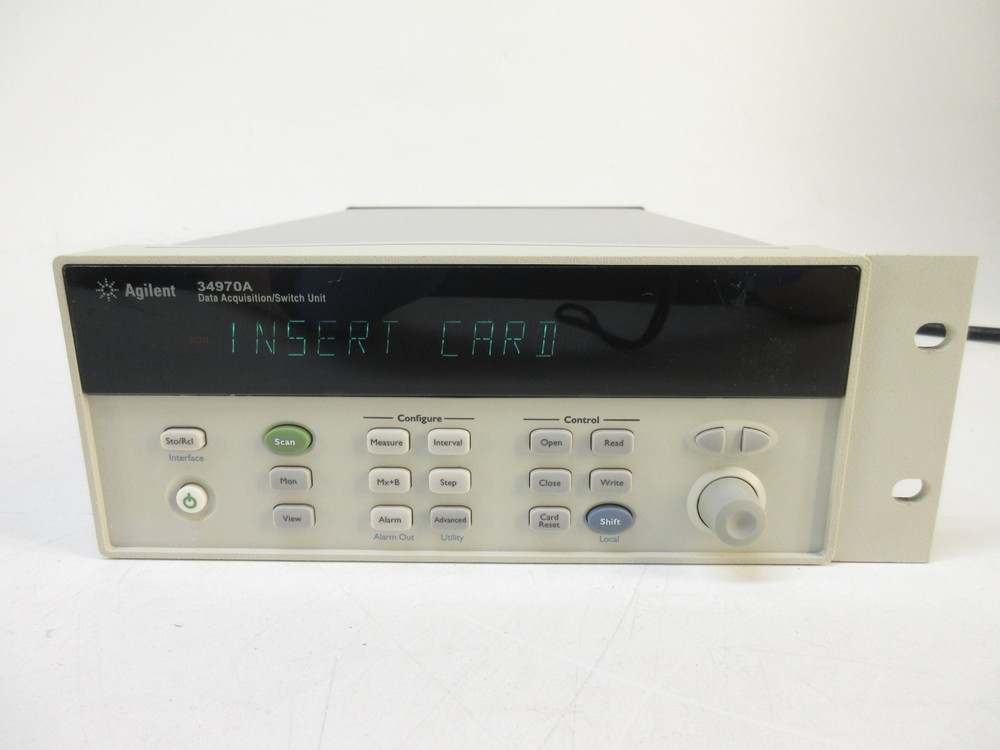 Agilent 34970A
Data Acquisition/Switch Unit
INSERT CARD
Configure Control
Sto/Rcl Scan Measure Interval Open Read
Interface
Mon Mx+B Step Close Write
View Alarm Advanced Card Reset Shift
Alarm Out Utility Local